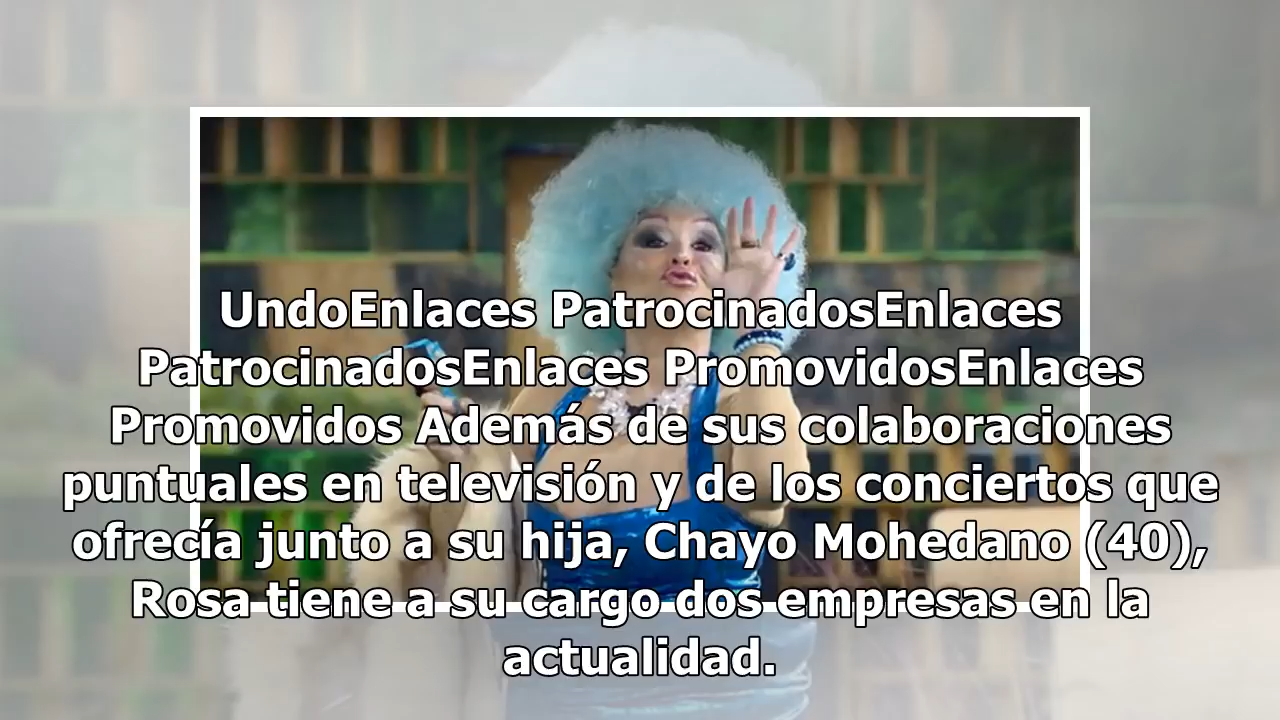 UndoEnlaces PatrocinadosEnlaces
PatrocinadosEnlaces PromovidosEnlaces
Promovidos Además de sus colaboraciones
puntuales en televisión y de los conciertos que
ofrecía junto a su hija, Chayo Mohedano (40),
Rosa tiene a su cargo dos empresas en la
actualidad.